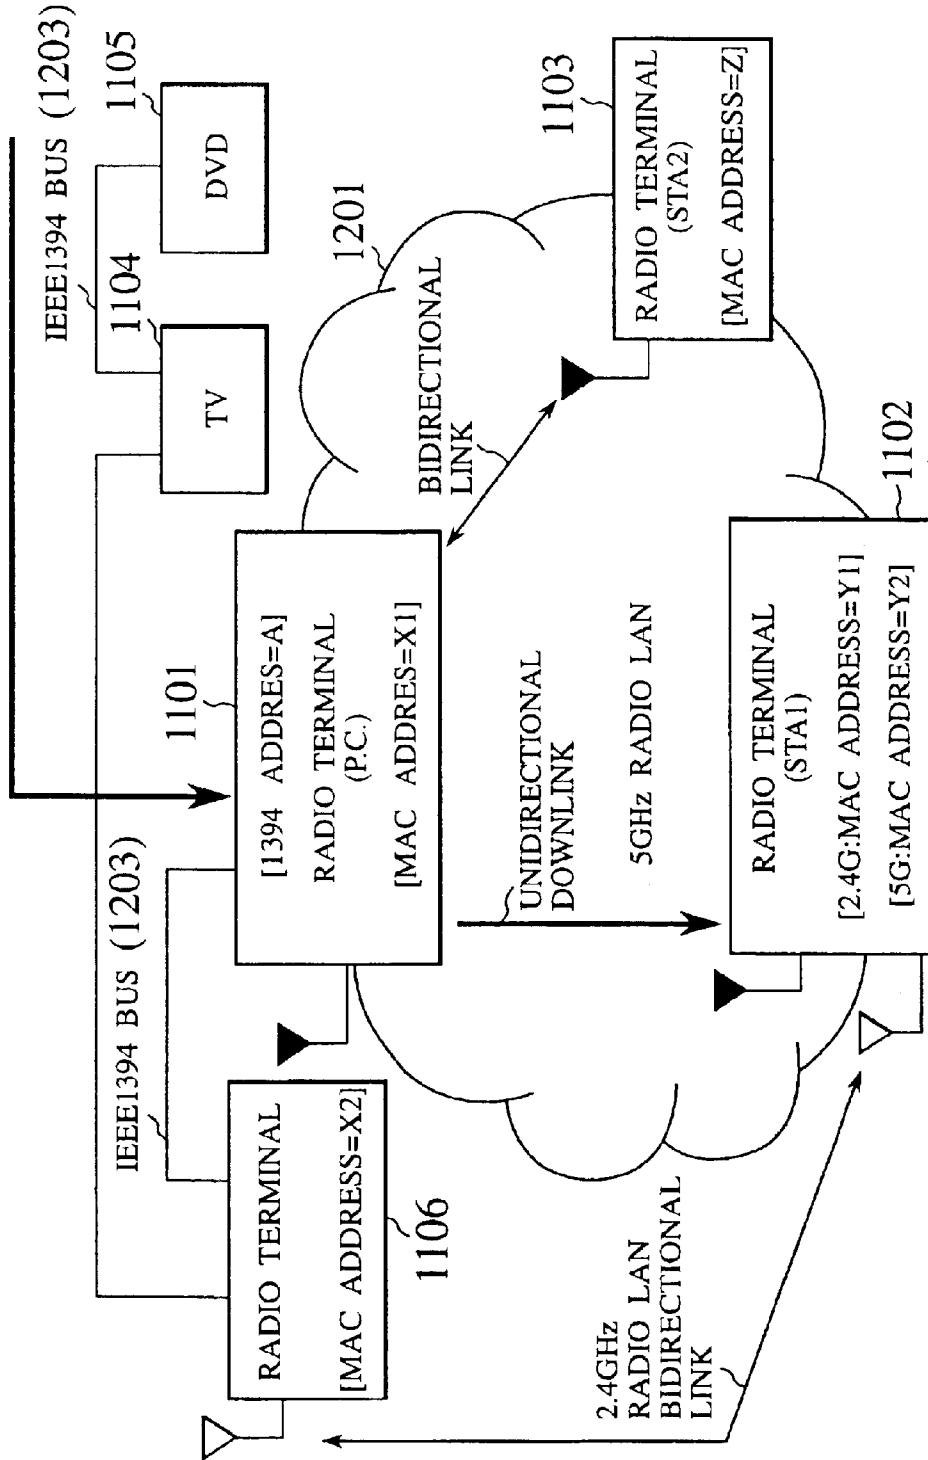 IEEE1394 BUS (1203)
1104
1105
TV
DVD
IEEE1394 BUS (1203)
1101
[1394 ADDRES=A]
RADIO TERMINAL
(P.C.)
[MAC ADDRES=X1]
RADIO TERMINAL
[MAC ADDRESS=X2]
1106
1201
BIDIRECTIONAL
LINK
1103
RADIO TERMINAL
(STA2)
[MAC ADDRESS=Z]
UNIDIRECTIONAL
DOWNLINK
5GHz RADIO LAN
2.4GHz
RADIO LAN
BIDIRECTIONAL
LINK
RADIO TERMINAL
(STA1)
[2.4G:MAC ADDRESS=Y1]
[5G:MAC ADDRESS=Y2]
1102